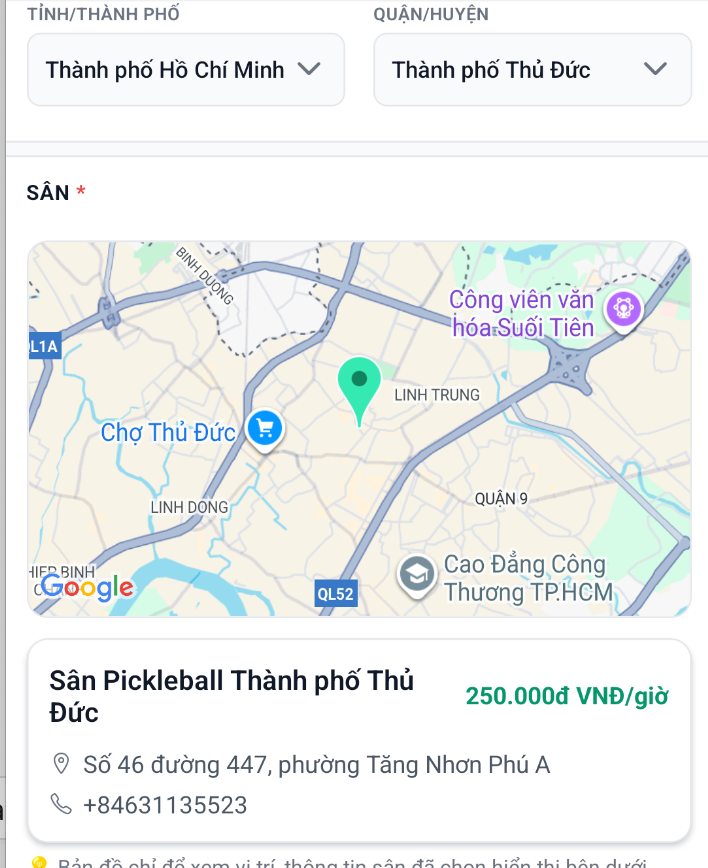 TỈNH/THÀNH PHỐ
QUẬN/HUYỆN
Thành phố Hồ Chí Minh
Thành phố Thủ Đức
SÂN *
BINH DUONG
Công viên văn
hóa Suối Tiên
L1A
LINH TRUNG
Chợ Thủ Đức
QUẬN 9
LINH DONG
HIEP BINH
Google
QL52
Cao Đẳng Công
Thương TP.HCM
Sân Pickleball Thành phố Thủ
Đức
250.000đ VNĐ/giờ
Số 46 đường 447, phường Tăng Nhơn Phú A
+84631135523
Bản đồ chỉ để xem vị trí, thông tin sân đã chọn hiển thị bên dưới